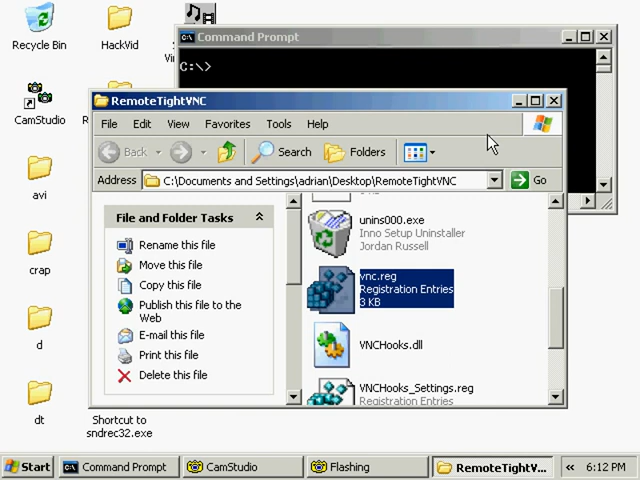 Recycle Bin
HackVid
Command Prompt
C:\>
CamStudio
RemoteTightVNC
File Edit View Favorites Tools Help
Back Search Folders
Address C:\Documents and Settings\adrian\Desktop\RemoteTightVNC Go
avi
crap
d
dt
File and Folder Tasks
Rename this file
Move this file
Copy this file
Publish this file to the
Web
E-mail this file
Print this file
Delete this file
unins000.exe
Inno Setup Uninstaller
Jordan Russell
vnc.reg
Registration Entries
3 KB
VNCHooks.dll
VNCHooks_Settings.reg
Registration Entries
Shortcut to
sndrec32.exe
Start Command Prompt CamStudio Flashing RemoteTightV... « 6:12 PM